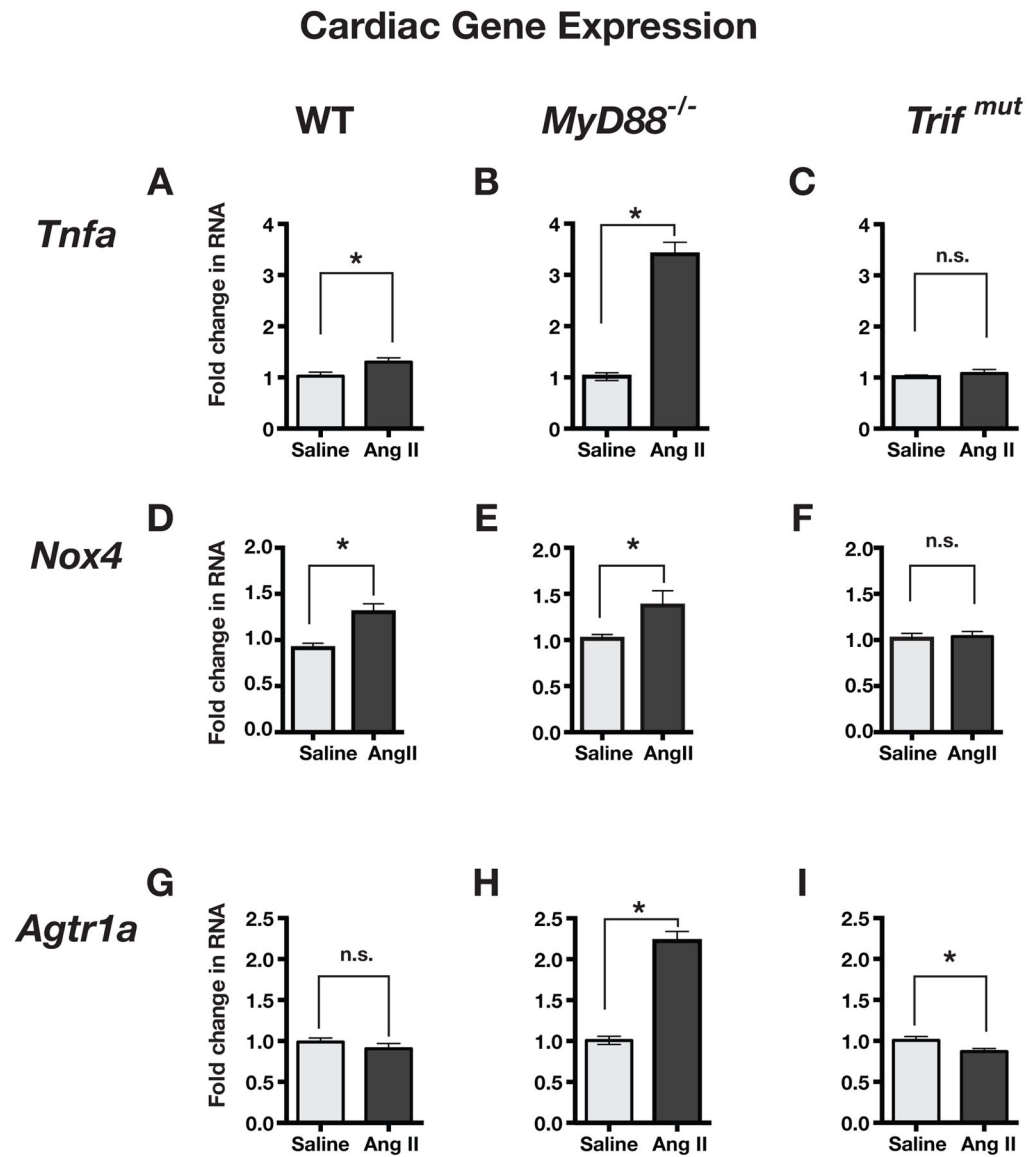 Cardiac Gene Expression
WT
MyD88-/-
Trif mut
Tnfa
A
Fold change in RNA
4
3
2
1
0
*
Saline Ang II
B
4
3
2
1
0
*
Saline Ang II
C
4
3
2
1
0
n.s.
Saline Ang II
Nox4
D
Fold change in RNA
2.0
1.5
1.0
0.5
0.0
*
Saline AngII
E
2.0
1.5
1.0
0.5
0.0
*
Saline AngII
F
2.0
1.5
1.0
0.5
0.0
n.s.
Saline AngII
Agtr1a
G
Fold change in RNA
2.5
2.0
1.5
1.0
0.5
0.0
n.s.
Saline Ang II
H
2.5
2.0
1.5
1.0
0.5
0.0
*
Saline Ang II
I
2.5
2.0
1.5
1.0
0.5
0.0
*
Saline Ang II